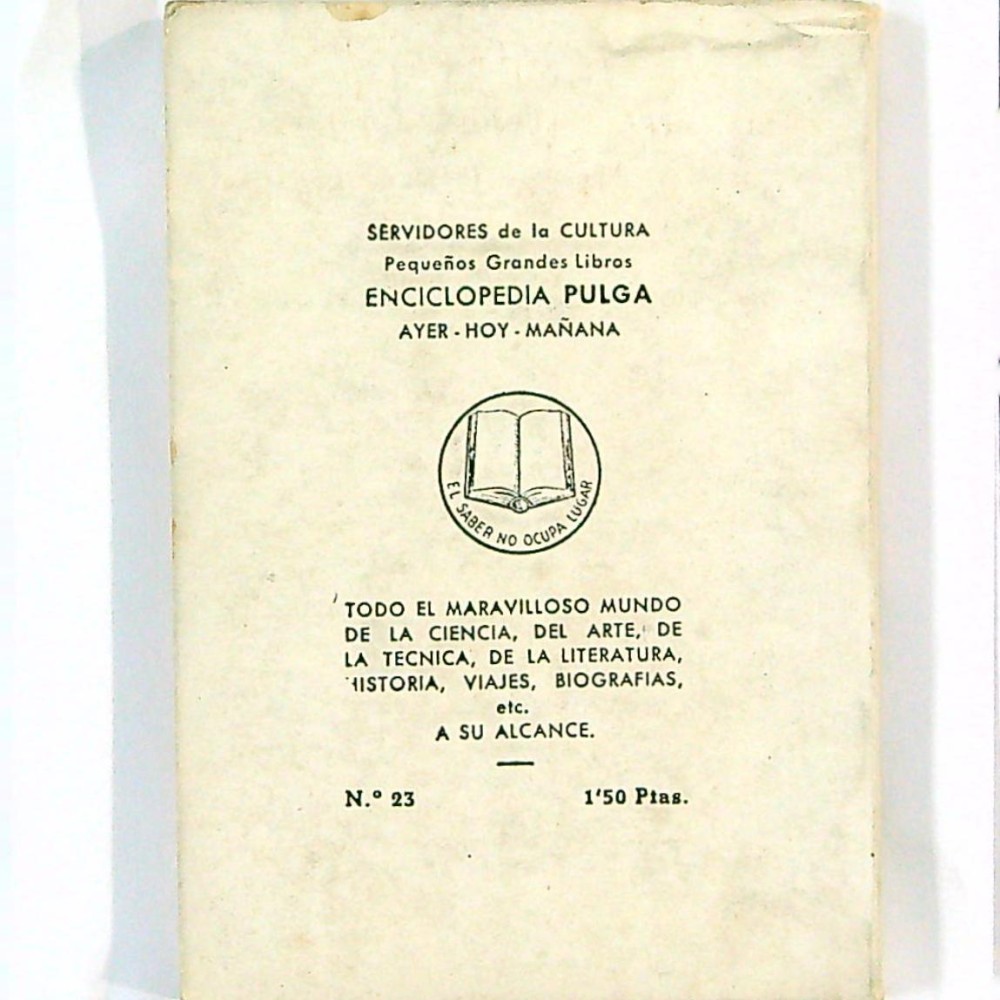 SERVIDORES de la CULTURA
Pequeños Grandes Libros
ENCICLOPEDIA PULGA
AYER - HOY - MAÑANA
EL SABER NO OCUPA LUGAR
TODO EL MARAVILLOSO MUNDO
DE LA CIENCIA, DEL ARTE, DE
LA TECNICA, DE LA LITERATURA,
HISTORIA, VIAJES, BIOGRAFIAS,
etc.
A SU ALCANCE.
N.º 23 1'50 Ptas.